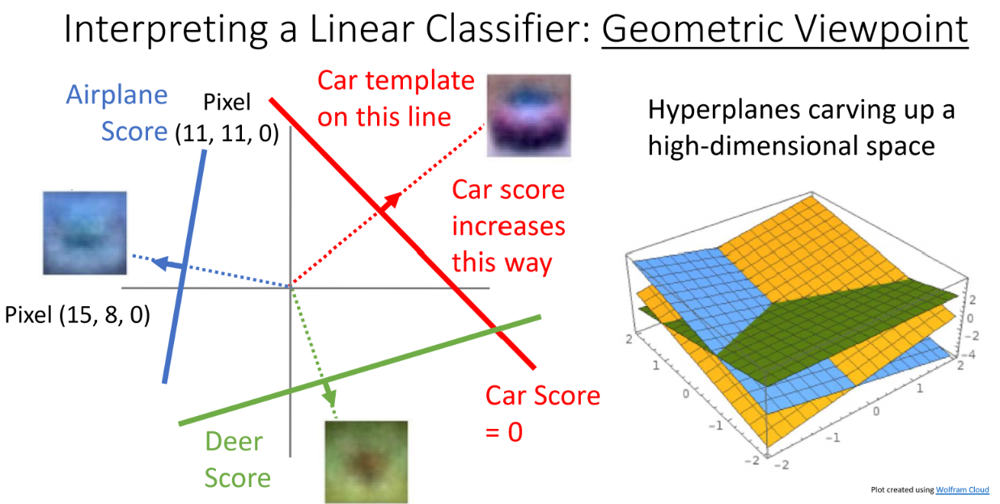 Interpreting a Linear Classifier: Geometric Viewpoint
Airplane
Score
Pixel
(11, 11, 0)
Car template
on this line
Car score
increases
this way
Pixel (15, 8, 0)
Deer
Score
Car Score
= 0
Hyperplanes carving up a
high-dimensional space
2
0
-2
-4
2
1
0
-1
-2
2
1
0
-1
-2
Plot created using Wolfram Cloud